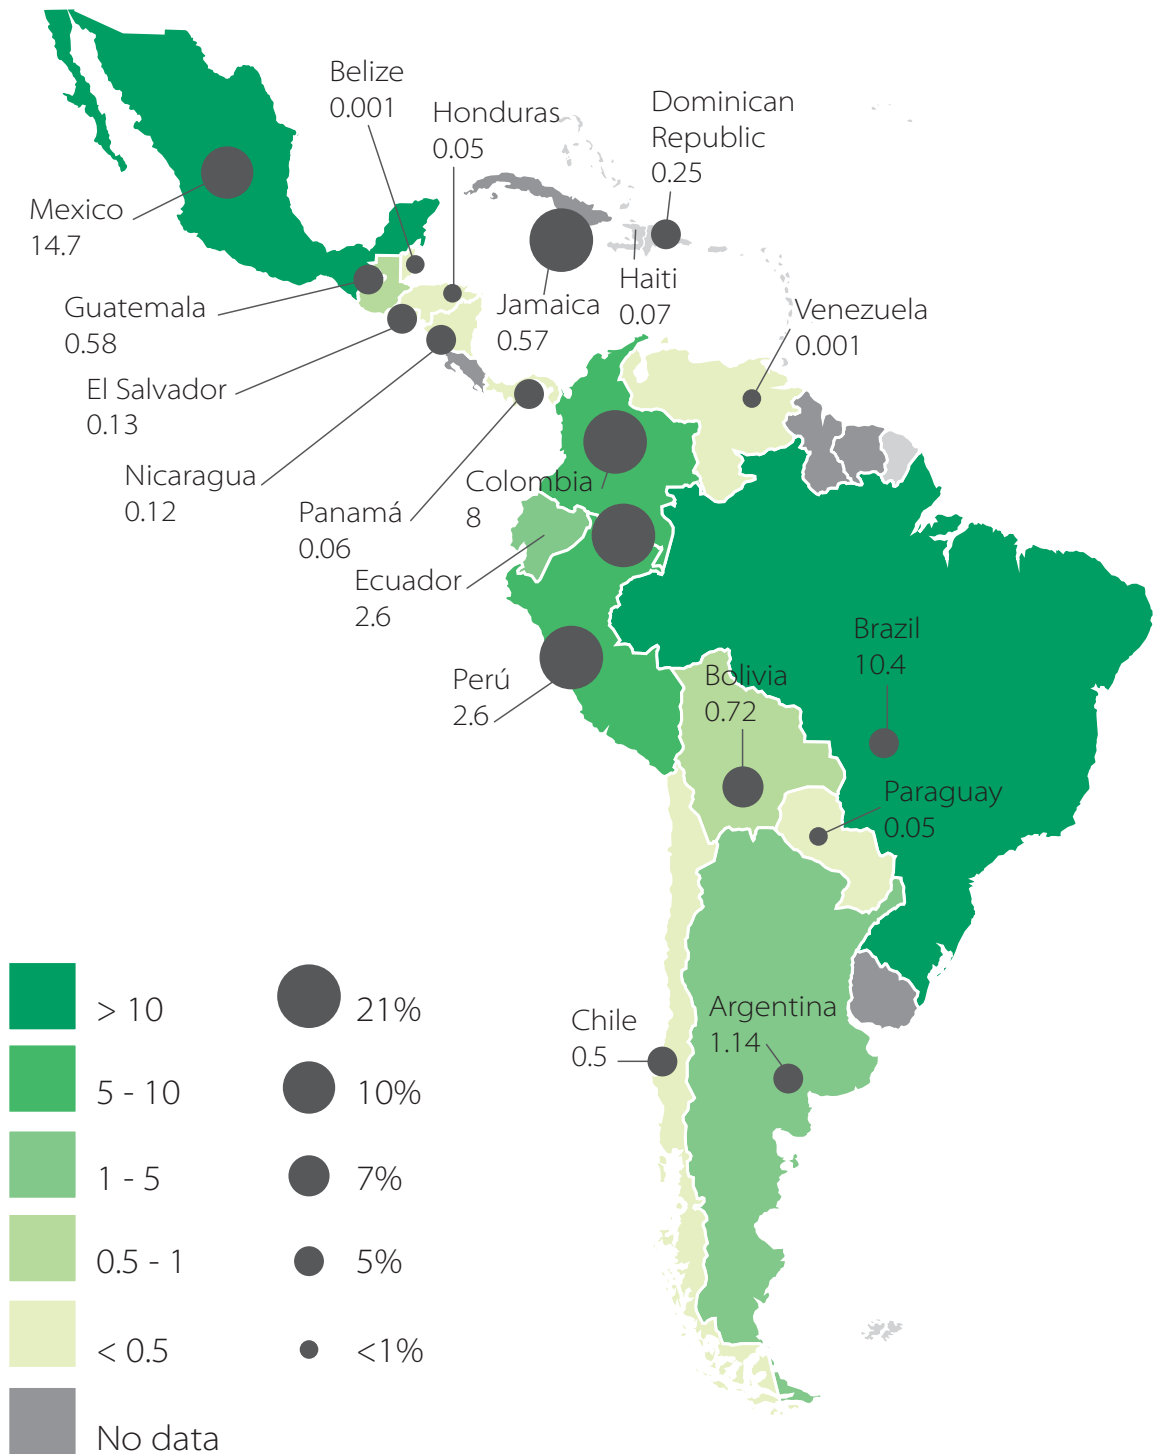 Belize
0.001
Honduras
0.05
Dominican
Republic
0.25
Mexico
14.7
Guatemala
0.58
Jamaica
0.57
Haiti
0.07
Venezuela
0.001
El Salvador
0.13
Nicaragua
0.12
Panamá
0.06
Colombia
8
Ecuador
2.6
Perú
2.6
Bolivia
0.72
Brazil
10.4
Paraguay
0.05
Chile
0.5
Argentina
1.14
> 10
21%
5 - 10
10%
1 - 5
7%
0.5 - 1
5%
< 0.5
<1%
No data